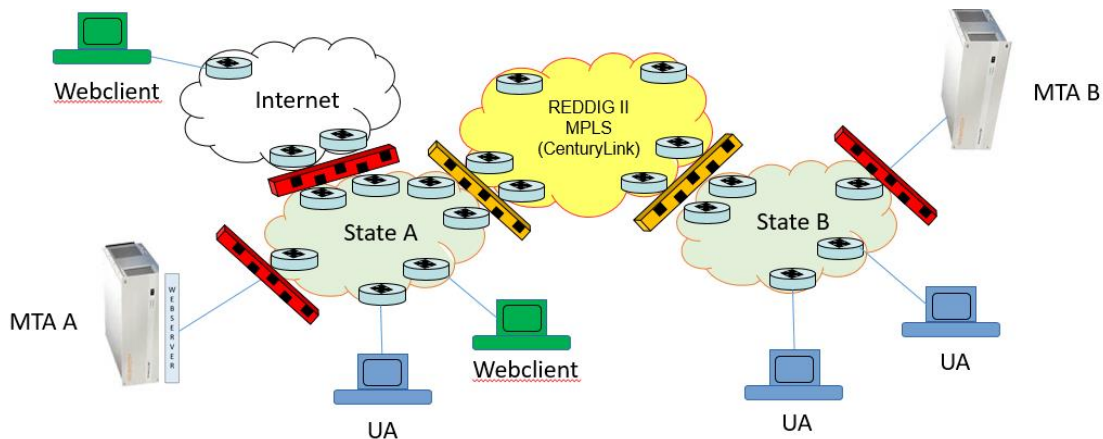 Webclient
Internet
REDDIG II
MPLS
(CenturyLink)
MTA B
State A
State B
MTA A
WEBSERVER
Webclient
UA
UA
UA